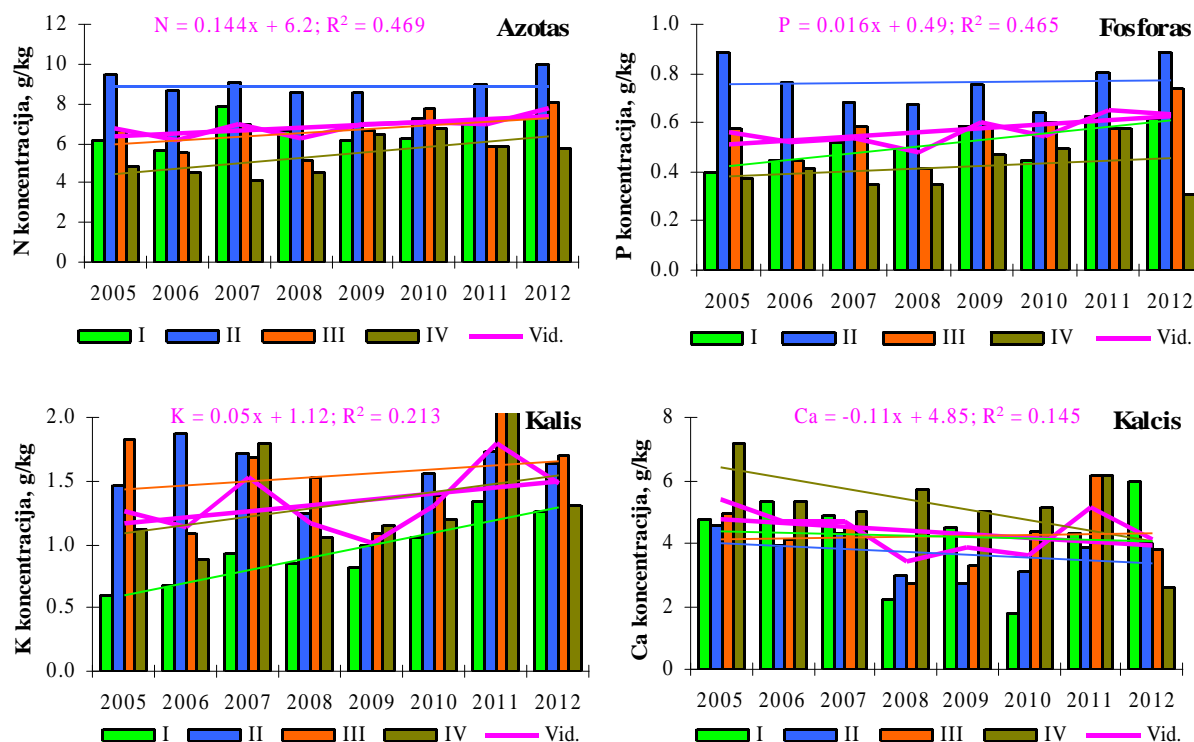 N = 0.144x + 6.2; R² = 0.469
Azotas
N koncentracija, g/kg
12
10
8
6
4
2
0
2005 2006 2007 2008 2009 2010 2011 2012
I II III IV Vid.
P = 0.016x + 0.49; R² = 0.465
Fosforas
P koncentracija, g/kg
1.0
0.8
0.6
0.4
0.2
0.0
2005 2006 2007 2008 2009 2010 2011 2012
I II III IV Vid.
K = 0.05x + 1.12; R² = 0.213
Kalis
K koncentracija, g/kg
2.0
1.5
1.0
0.5
0.0
2005 2006 2007 2008 2009 2010 2011 2012
I II III IV Vid.
Ca = -0.11x + 4.85; R² = 0.145
Kalcis
Ca koncentracija, g/kg
8
6
4
2
0
2005 2006 2007 2008 2009 2010 2011 2012
I II III IV Vid.